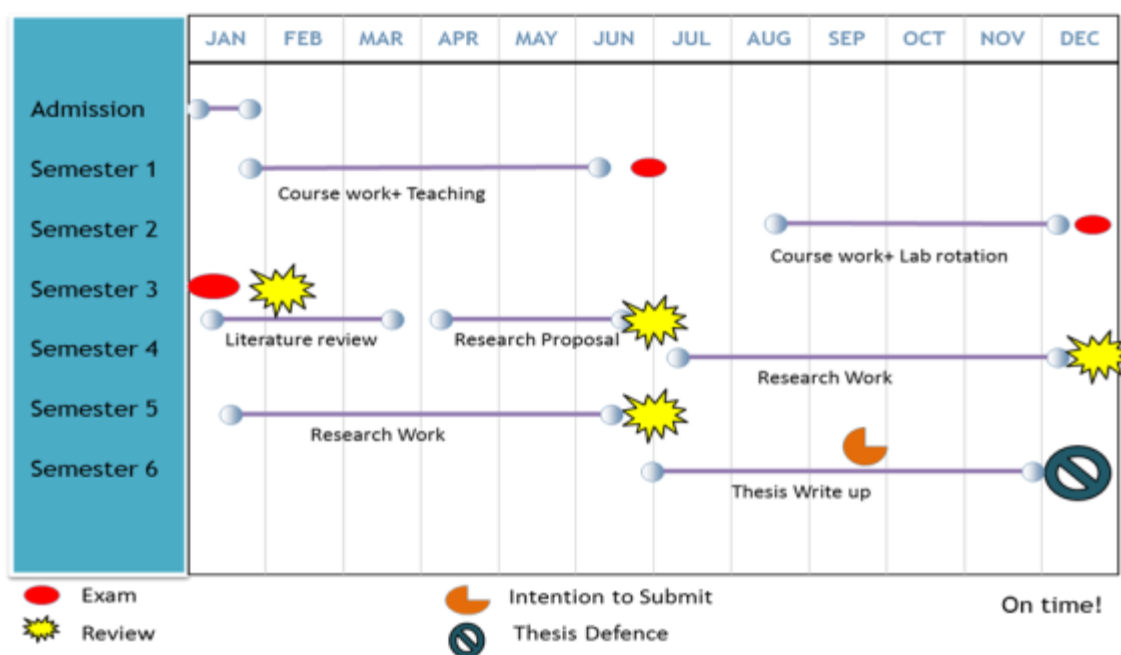 JAN FEB MAR APR MAY JUN JUL AUG SEP OCT NOV DEC
Admission
Semester 1
Course work+ Teaching
Semester 2
Course work+ Lab rotation
Semester 3
Literature review
Research Proposal
Semester 4
Research Work
Semester 5
Research Work
Semester 6
Thesis Write up
Exam
Intention to Submit
On time!
Review
Thesis Defence